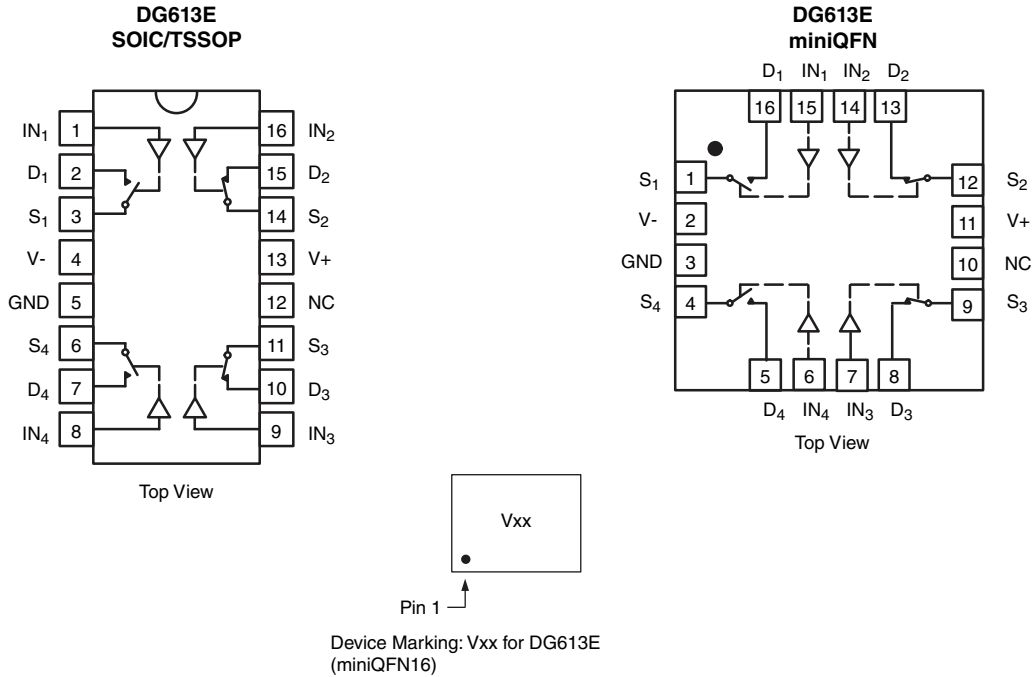 DG613E
SOIC/TSSOP
IN1 1 16 IN2
D1 2 15 D2
S1 3 14 S2
V- 4 13 V+
GND 5 12 NC
S4 6 11 S3
D4 7 10 D3
IN4 8 9 IN3
Top View
DG613E
miniQFN
D1 IN1 IN2 D2
16 15 14 13
S1 1 12 S2
V- 2 11 V+
GND 3 10 NC
S4 4 9 S3
5 6 7 8
D4 IN4 IN3 D3
Top View
Vxx
Pin 1
Device Marking: Vxx for DG613E
(miniQFN16)